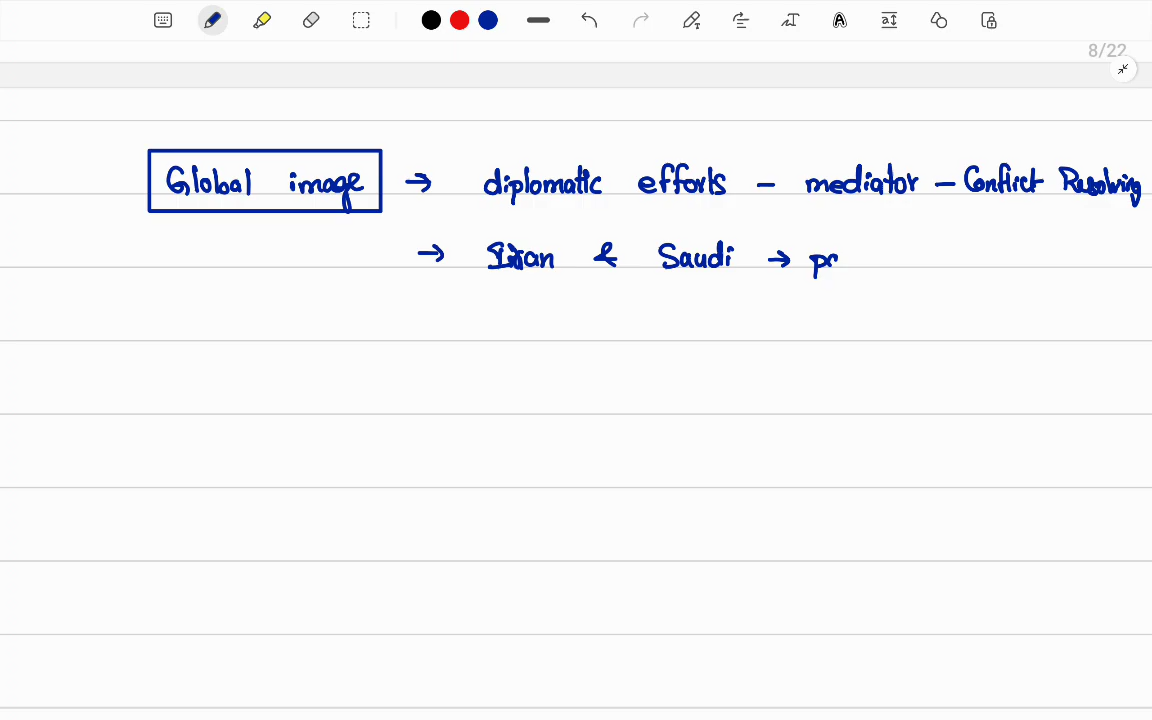 8/22
Global image → diplomatic efforts – mediator – Conflict Resolving
→ Iran & Saudi → pr